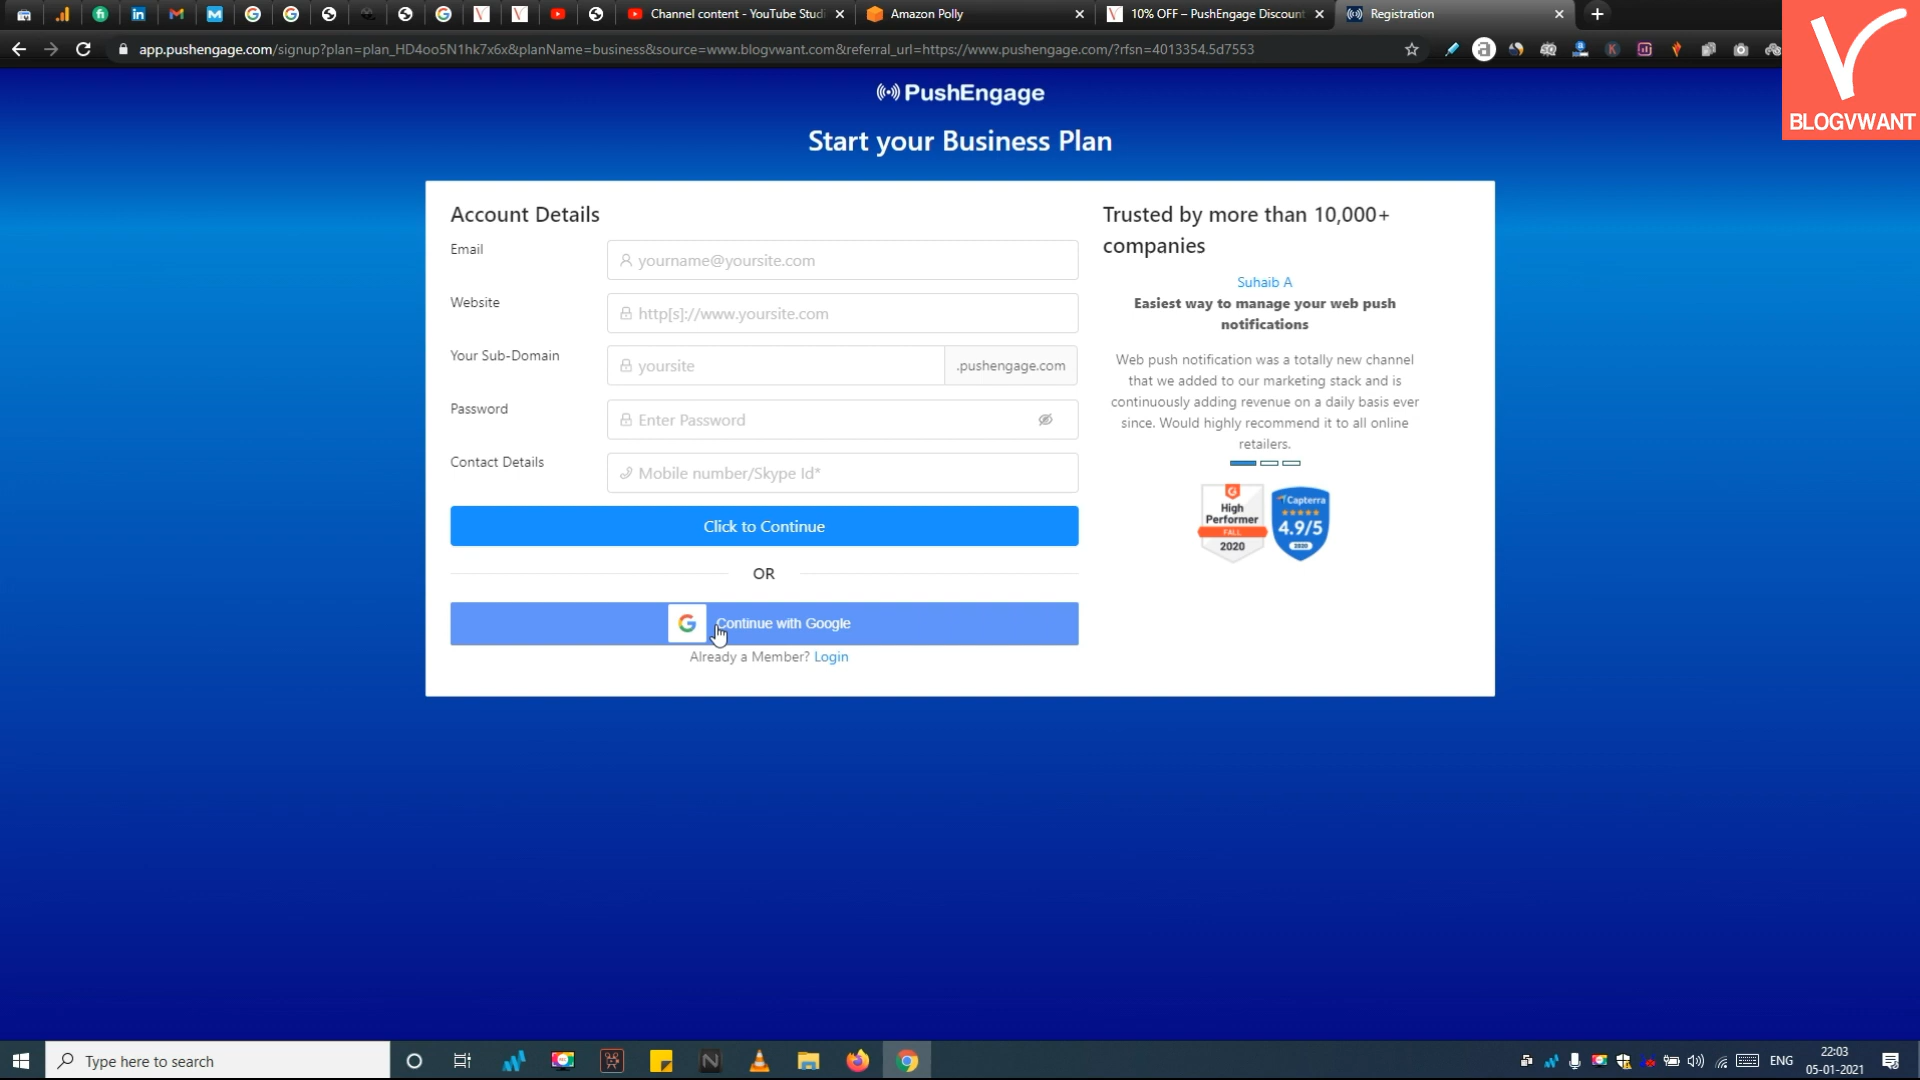 Channel content - YouTube Studi
Amazon Polly
10% OFF – PushEngage Discount
Registration
app.pushengage.com/signup?plan=plan_HD4oo5N1hk7x6x&planName=business&source=www.blogvwant.com&referral_url=https://www.pushengage.com/?rfsn=4013354.5d7553
BLOGVWANT
PushEngage
Start your Business Plan
Account Details
Email
yourname@yoursite.com
Website
http[s]://www.yoursite.com
Your Sub-Domain
yoursite
.pushengage.com
Password
Enter Password
Contact Details
Mobile number/Skype Id*
Click to Continue
OR
Continue with Google
Already a Member? Login
Trusted by more than 10,000+
companies
Suhaib A
Easiest way to manage your web push
notifications
Web push notification was a totally new channel
that we added to our marketing stack and is
continuously adding revenue on a daily basis ever
since. Would highly recommend it to all online
retailers.
High
Performer
FALL
2020
Capterra
4.9/5
2020
Type here to search
ENG
22:03
05-01-2021